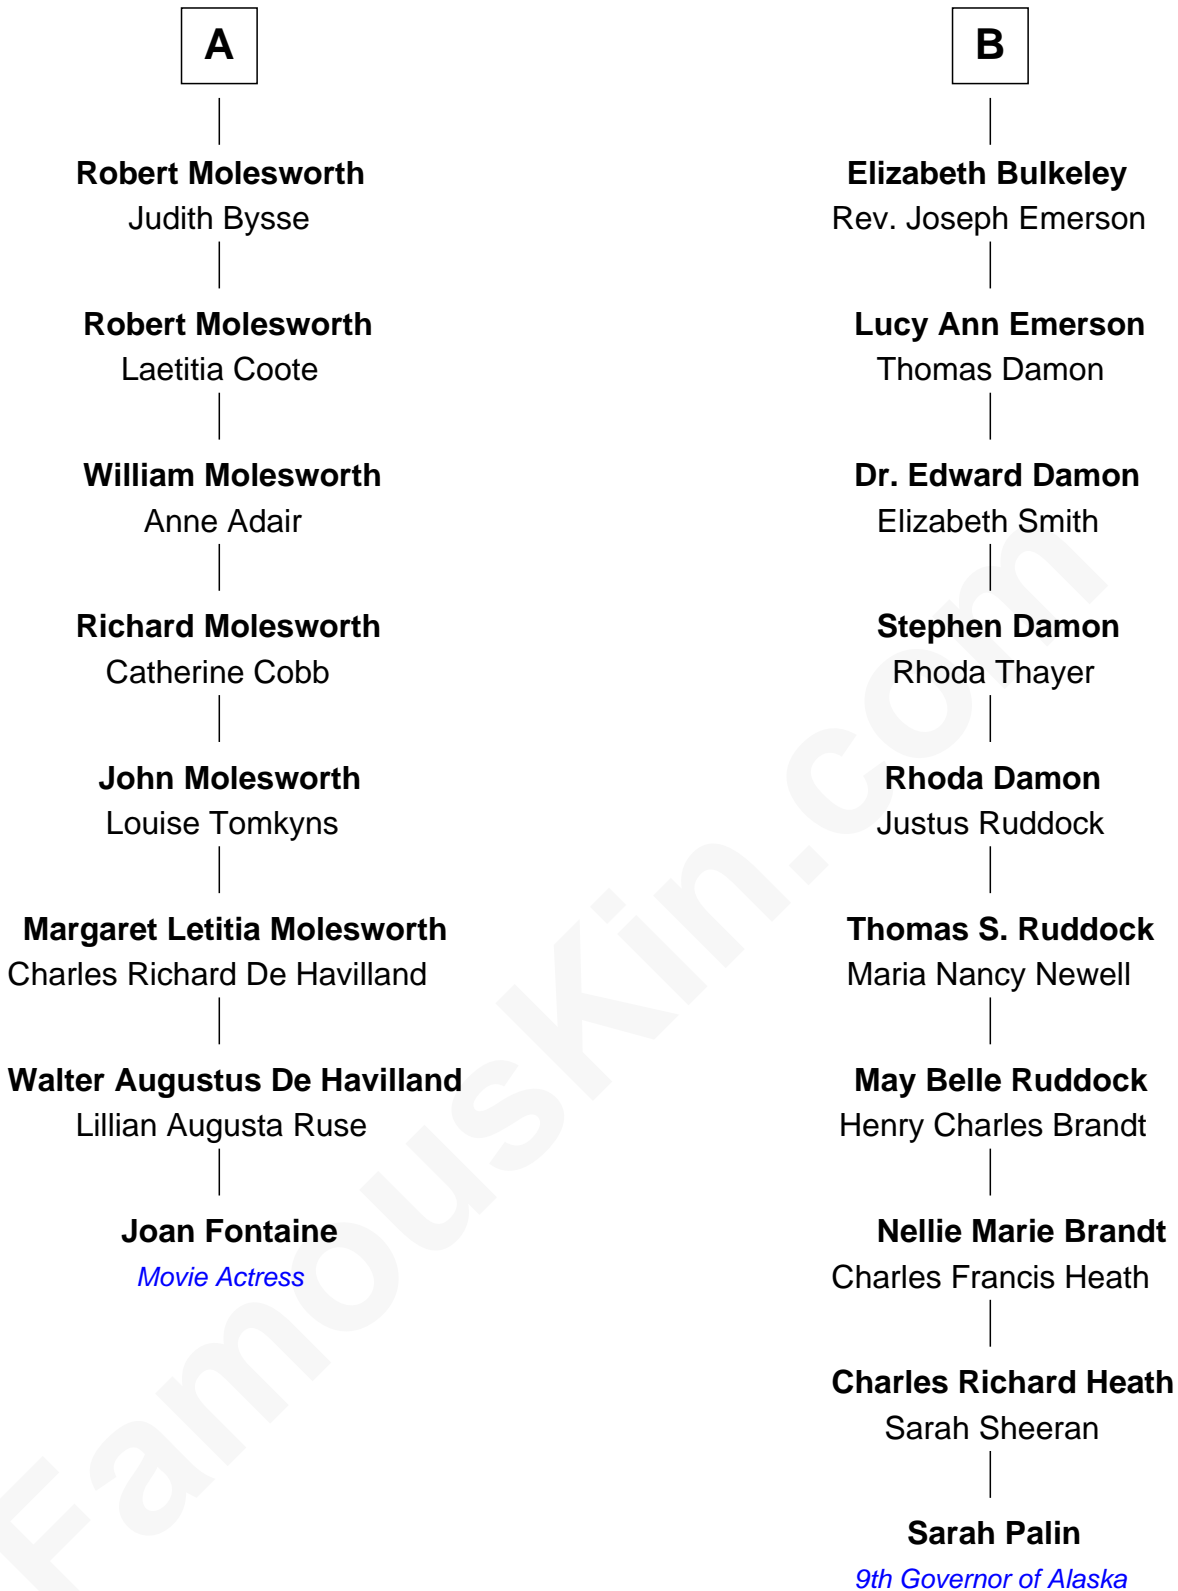 A
Robert Molesworth
Judith Bysse
Robert Molesworth
Laetitia Coote
William Molesworth
Anne Adair
Richard Molesworth
Catherine Cobb
John Molesworth
Louise Tomkyns
Margaret Letitia Molesworth
Charles Richard De Havilland
Walter Augustus De Havilland
Lillian Augusta Ruse
Joan Fontaine
Movie Actress
B
Elizabeth Bulkeley
Rev. Joseph Emerson
Lucy Ann Emerson
Thomas Damon
Dr. Edward Damon
Elizabeth Smith
Stephen Damon
Rhoda Thayer
Rhoda Damon
Justus Ruddock
Thomas S. Ruddock
Maria Nancy Newell
May Belle Ruddock
Henry Charles Brandt
Nellie Marie Brandt
Charles Francis Heath
Charles Richard Heath
Sarah Sheeran
Sarah Palin
9th Governor of Alaska
FamousKin.com